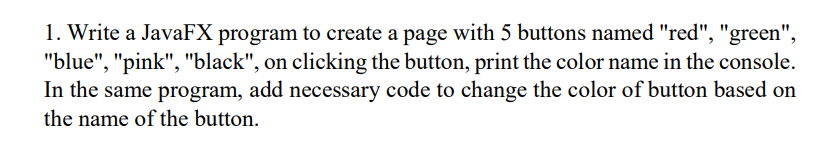 1. Write a JavaFX program to create a page with 5 buttons named "red", "green",
"blue", "pink", "black", on clicking the button, print the color name in the console.
In the same program, add necessary code to change the color of button based on
the name of the button.